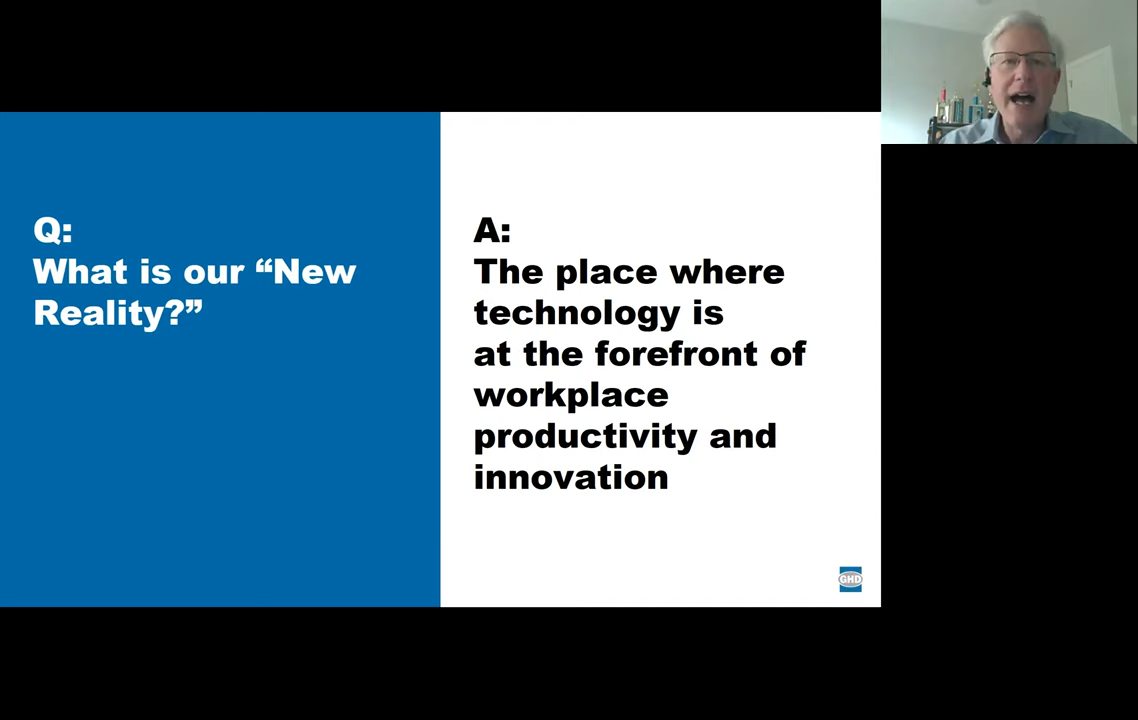 Q:
What is our “New
Reality?”
A:
The place where
technology is
at the forefront of
workplace
productivity and
innovation
GHD